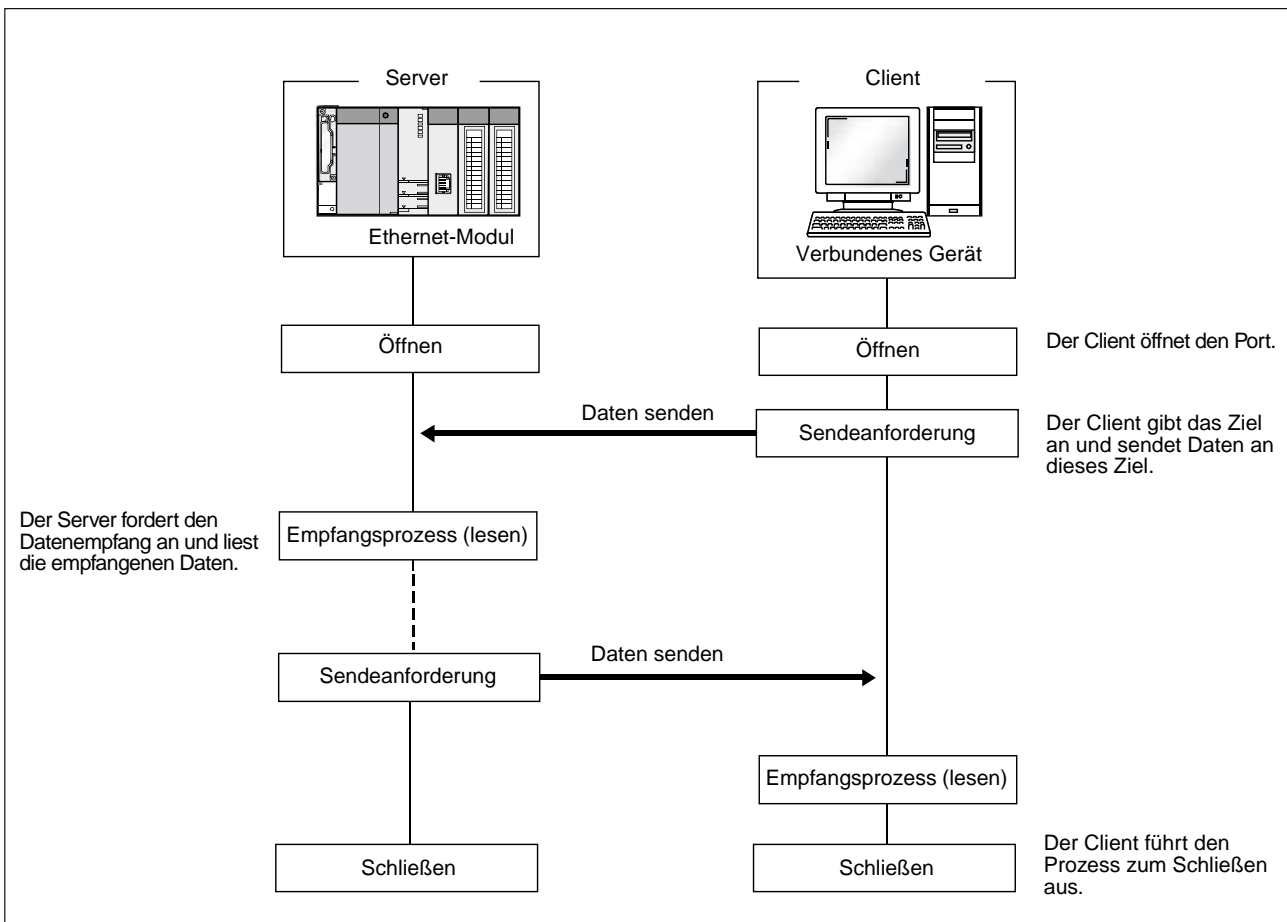 Server
Client
Ethernet-Modul
Verbundenes Gerät
Öffnen
Öffnen
Der Client öffnet den Port.
Daten senden
Sendeanforderung
Der Client gibt das Ziel
an und sendet Daten an
dieses Ziel.
Der Server fordert den
Datenempfang an und liest
die empfangenen Daten.
Empfangsprozess (lesen)
Sendeanforderung
Daten senden
Empfangsprozess (lesen)
Schließen
Schließen
Der Client führt den
Prozess zum Schließen
aus.